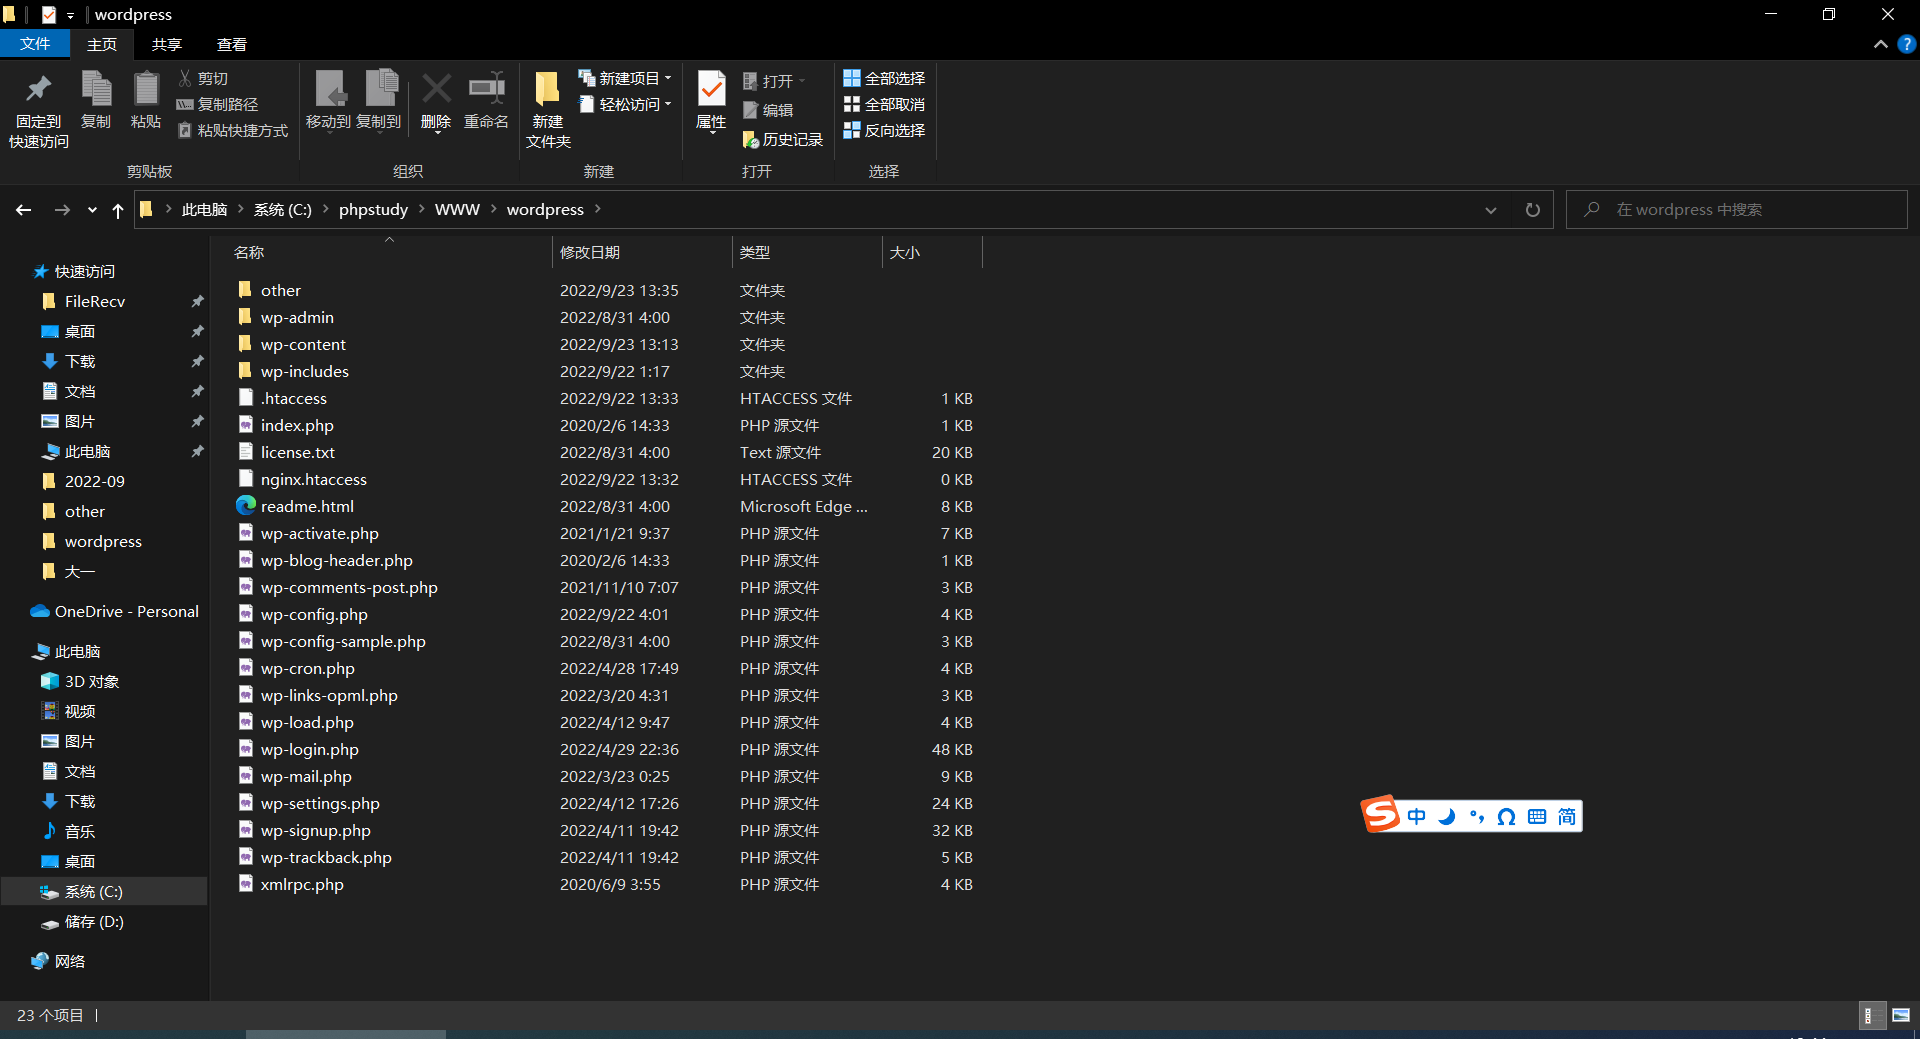 wordpress
文件 主页 共享 查看
固定到
快速访问
复制
粘贴
剪切
复制路径
粘贴快捷方式
剪贴板
移动到
复制到
删除
重命名
组织
新建
文件夹
新建项目
轻松访问
新建
属性
打开
编辑
历史记录
打开
全部选择
全部取消
反向选择
选择
此电脑 系统 (C:) phpstudy WWW wordpress
在 wordpress 中搜索
快速访问
FileRecv
桌面
下载
文档
图片
此电脑
2022-09
other
wordpress
大一
OneDrive - Personal
此电脑
3D 对象
视频
图片
文档
下载
音乐
桌面
系统 (C:)
储存 (D:)
网络
名称 修改日期 类型 大小
other 2022/9/23 13:35 文件夹
wp-admin 2022/8/31 4:00 文件夹
wp-content 2022/9/23 13:13 文件夹
wp-includes 2022/9/22 1:17 文件夹
.htaccess 2022/9/22 13:33 HTACCESS 文件 1 KB
index.php 2020/2/6 14:33 PHP 源文件 1 KB
license.txt 2022/8/31 4:00 Text 源文件 20 KB
nginx.htaccess 2022/9/22 13:32 HTACCESS 文件 0 KB
readme.html 2022/8/31 4:00 Microsoft Edge ... 8 KB
wp-activate.php 2021/1/21 9:37 PHP 源文件 7 KB
wp-blog-header.php 2020/2/6 14:33 PHP 源文件 1 KB
wp-comments-post.php 2021/11/10 7:07 PHP 源文件 3 KB
wp-config.php 2022/9/22 4:01 PHP 源文件 4 KB
wp-config-sample.php 2022/8/31 4:00 PHP 源文件 3 KB
wp-cron.php 2022/4/28 17:49 PHP 源文件 4 KB
wp-links-opml.php 2022/3/20 4:31 PHP 源文件 3 KB
wp-load.php 2022/4/12 9:47 PHP 源文件 4 KB
wp-login.php 2022/4/29 22:36 PHP 源文件 48 KB
wp-mail.php 2022/3/23 0:25 PHP 源文件 9 KB
wp-settings.php 2022/4/12 17:26 PHP 源文件 24 KB
wp-signup.php 2022/4/11 19:42 PHP 源文件 32 KB
wp-trackback.php 2022/4/11 19:42 PHP 源文件 5 KB
xmlrpc.php 2020/6/9 3:55 PHP 源文件 4 KB
S 中 简
23 个项目